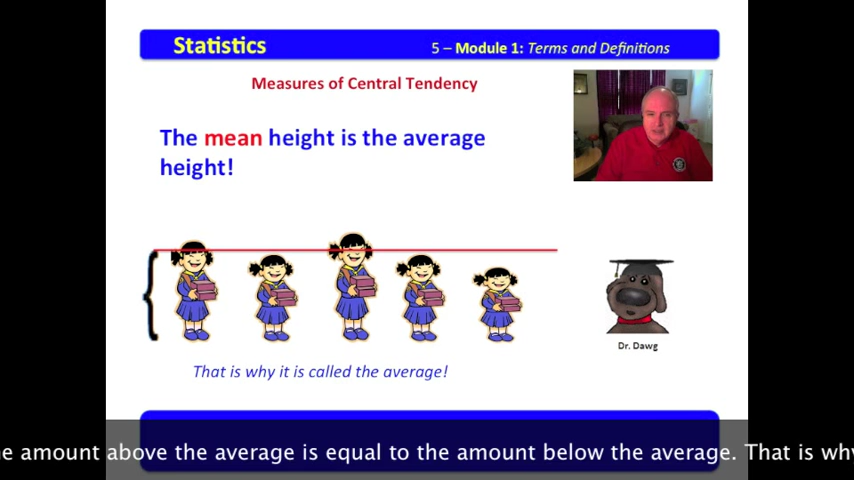 Statistics
5 – Module 1: Terms and Definitions
Measures of Central Tendency
The mean height is the average
height!
Dr. Dawg
That is why it is called the average!
he amount above the average is equal to the amount below the average. That is why